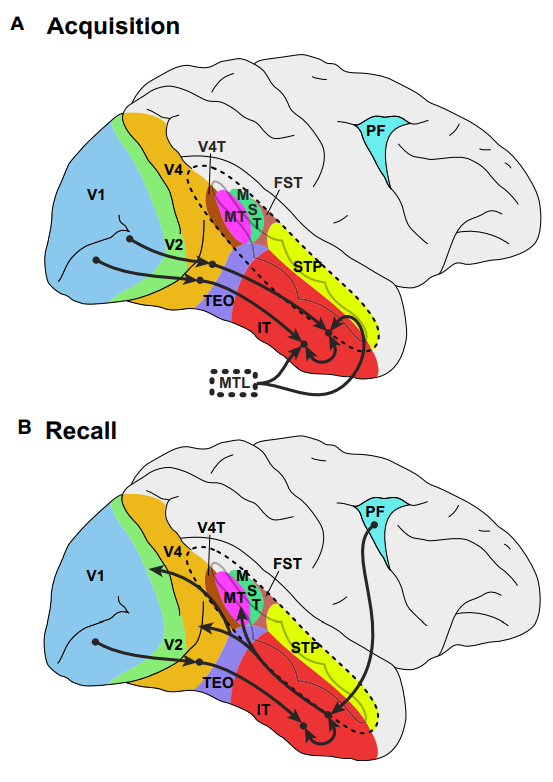 A Acquisition
PF
V4T
V4
FST
V1
M
MT S
T
V2
STP
TEO
IT
MTL
B Recall
PF
V4T
V4
FST
V1
M
MT S
T
V2
STP
TEO
IT